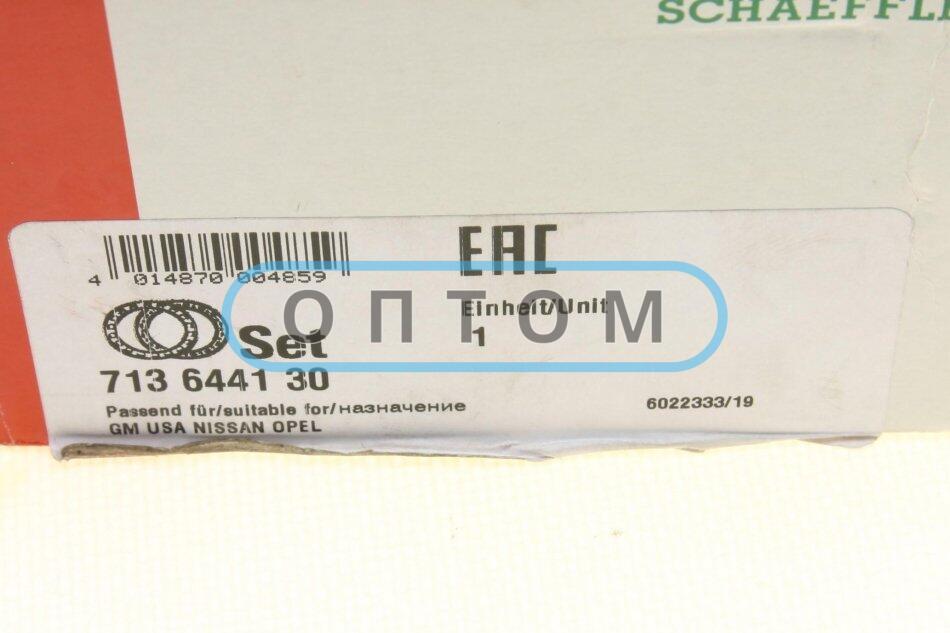 SCHAEFFLE
EAC
4 014870 004859
ОПТОМ
Einheit/Unit
1
Set
713 6441 30
Passend für/suitable for/назначение
6022333/19
GM USA NISSAN OPEL